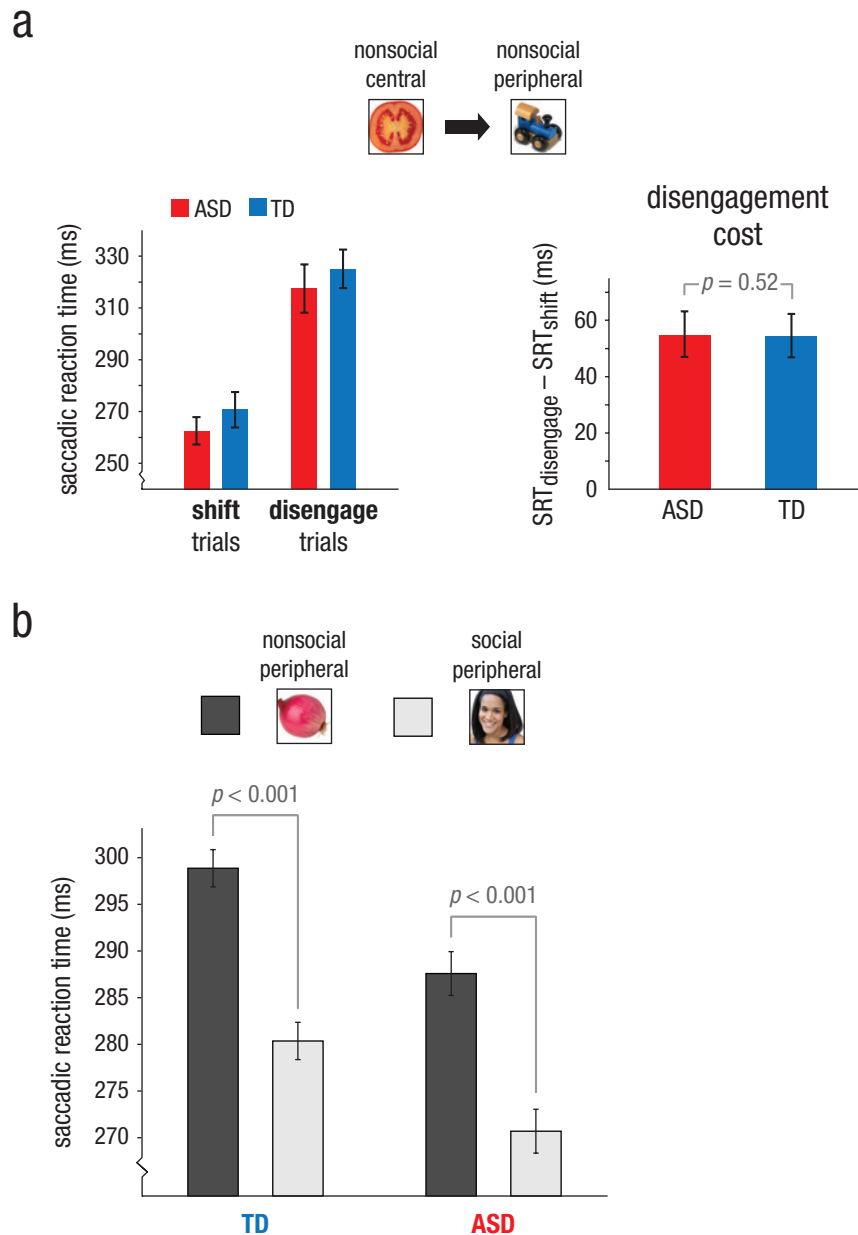 a
nonsocial
central
nonsocial
peripheral
ASD
TD
saccadic reaction time (ms)
330
310
290
270
250
shift
trials
disengage
trials
disengagement
cost
SRTdisengage – SRTshift (ms)
p = 0.52
60
40
20
0
ASD
TD
b
nonsocial
peripheral
social
peripheral
saccadic reaction time (ms)
300
295
290
285
280
275
270
p < 0.001
p < 0.001
TD
ASD